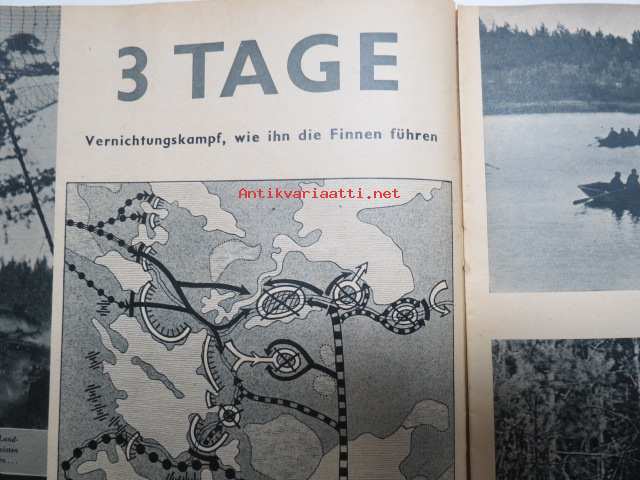 3 TAGE
Vernichtungskampf, wie ihn die Finnen führen
Antikvariaatti.net